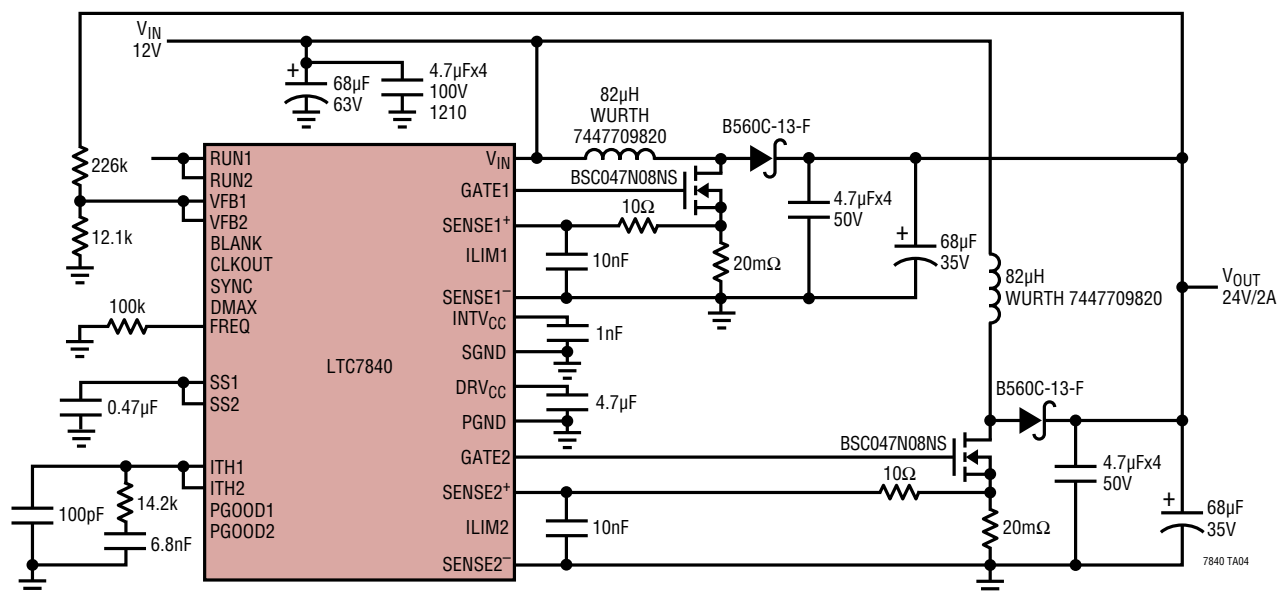 VIN
12V
+
68µF
63V
4.7µFx4
100V
1210
82µH
WURTH
7447709820
B560C-13-F
BSC047N08NS
226k
12.1k
100k
0.47µF
100pF
14.2k
6.8nF
RUN1
RUN2
VFB1
VFB2
BLANK
CLKOUT
SYNC
DMAX
FREQ
SS1
SS2
ITH1
ITH2
PGOOD1
PGOOD2
LTC7840
VIN
GATE1
SENSE1+
ILIM1
SENSE1–
INTVCC
SGND
DRVCC
PGND
GATE2
SENSE2+
ILIM2
SENSE2–
10Ω
10nF
20mΩ
4.7µFx4
50V
+
68µF
35V
1nF
4.7µF
82µH
WURTH 7447709820
VOUT
24V/2A
B560C-13-F
BSC047N08NS
10Ω
10nF
20mΩ
4.7µFx4
50V
+
68µF
35V
7840 TA04